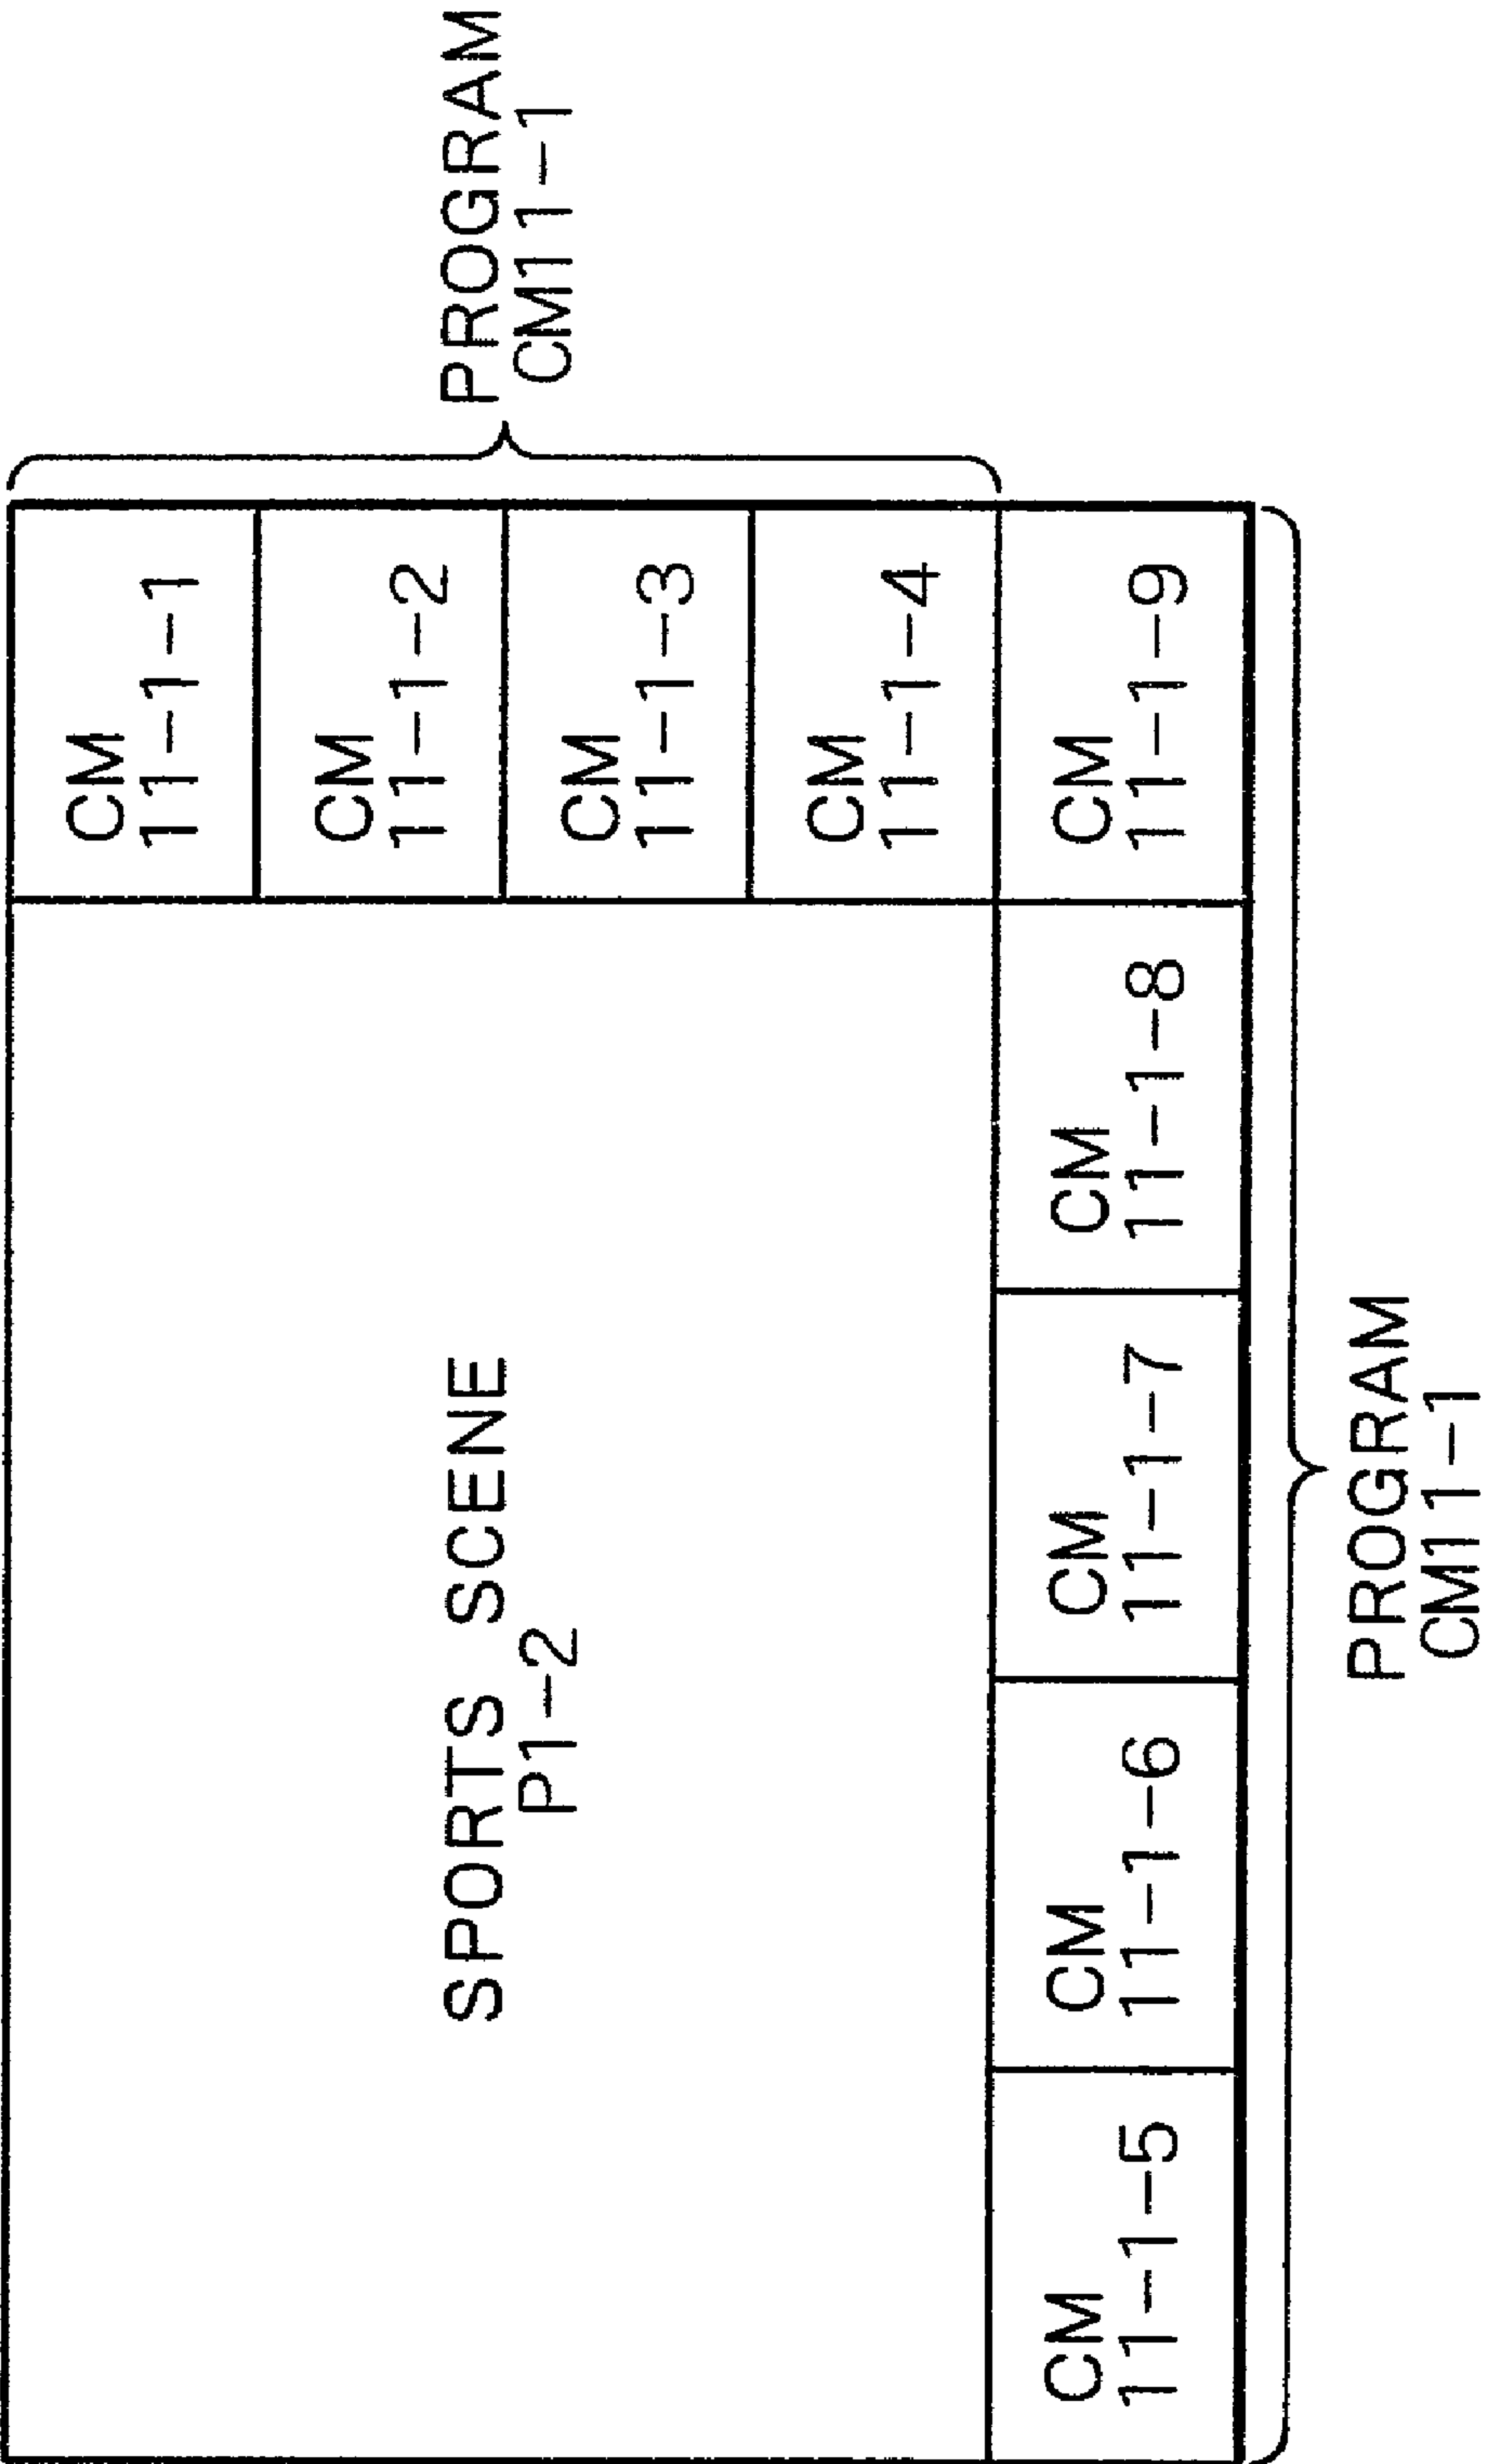 CM
11-1-1
CM
11-1-2
CM
11-1-3
CM
11-1-4
PROGRAM
CM11-1
SPORTS SCENE
P1-2
CM
11-1-5
CM
11-1-6
CM
11-1-7
CM
11-1-8
CM
11-1-9
PROGRAM
CM11-1